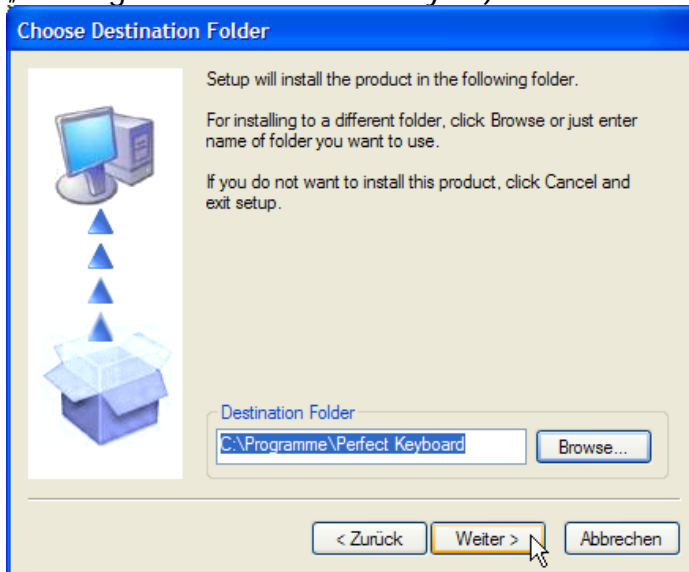 Choose Destination Folder
Setup will install the product in the following folder.
For installing to a different folder, click Browse or just enter
name of folder you want to use.
If you do not want to install this product, click Cancel and
exit setup.
Destination Folder
C:\Programme\Perfect Keyboard
Browse...
< Zurück
Weiter >
Abbrechen